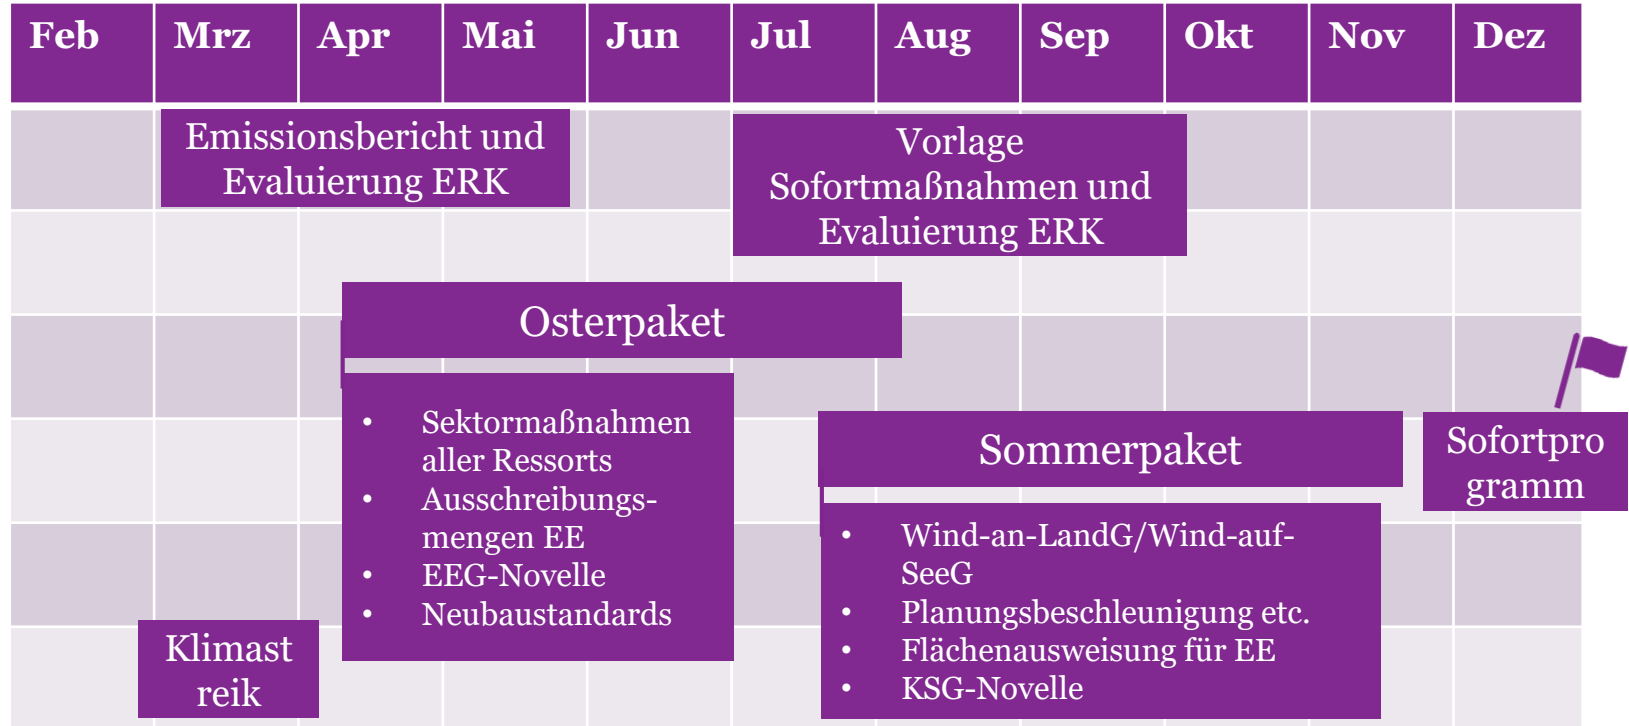 Feb Mrz Apr Mai Jun Jul Aug Sep Okt Nov Dez
Emissionsbericht und
Evaluierung ERK
Vorlage
Sofortmaßnahmen und
Evaluierung ERK
Osterpaket
• Sektormaßnahmen
aller Ressorts
• Ausschreibungs-
mengen EE
• EEG-Novelle
• Neubaustandards
Sommerpaket
• Wind-an-LandG/Wind-auf-
SeeG
• Planungsbeschleunigung etc.
• Flächenausweisung für EE
• KSG-Novelle
Sofortpro
gramm
Klimast
reik